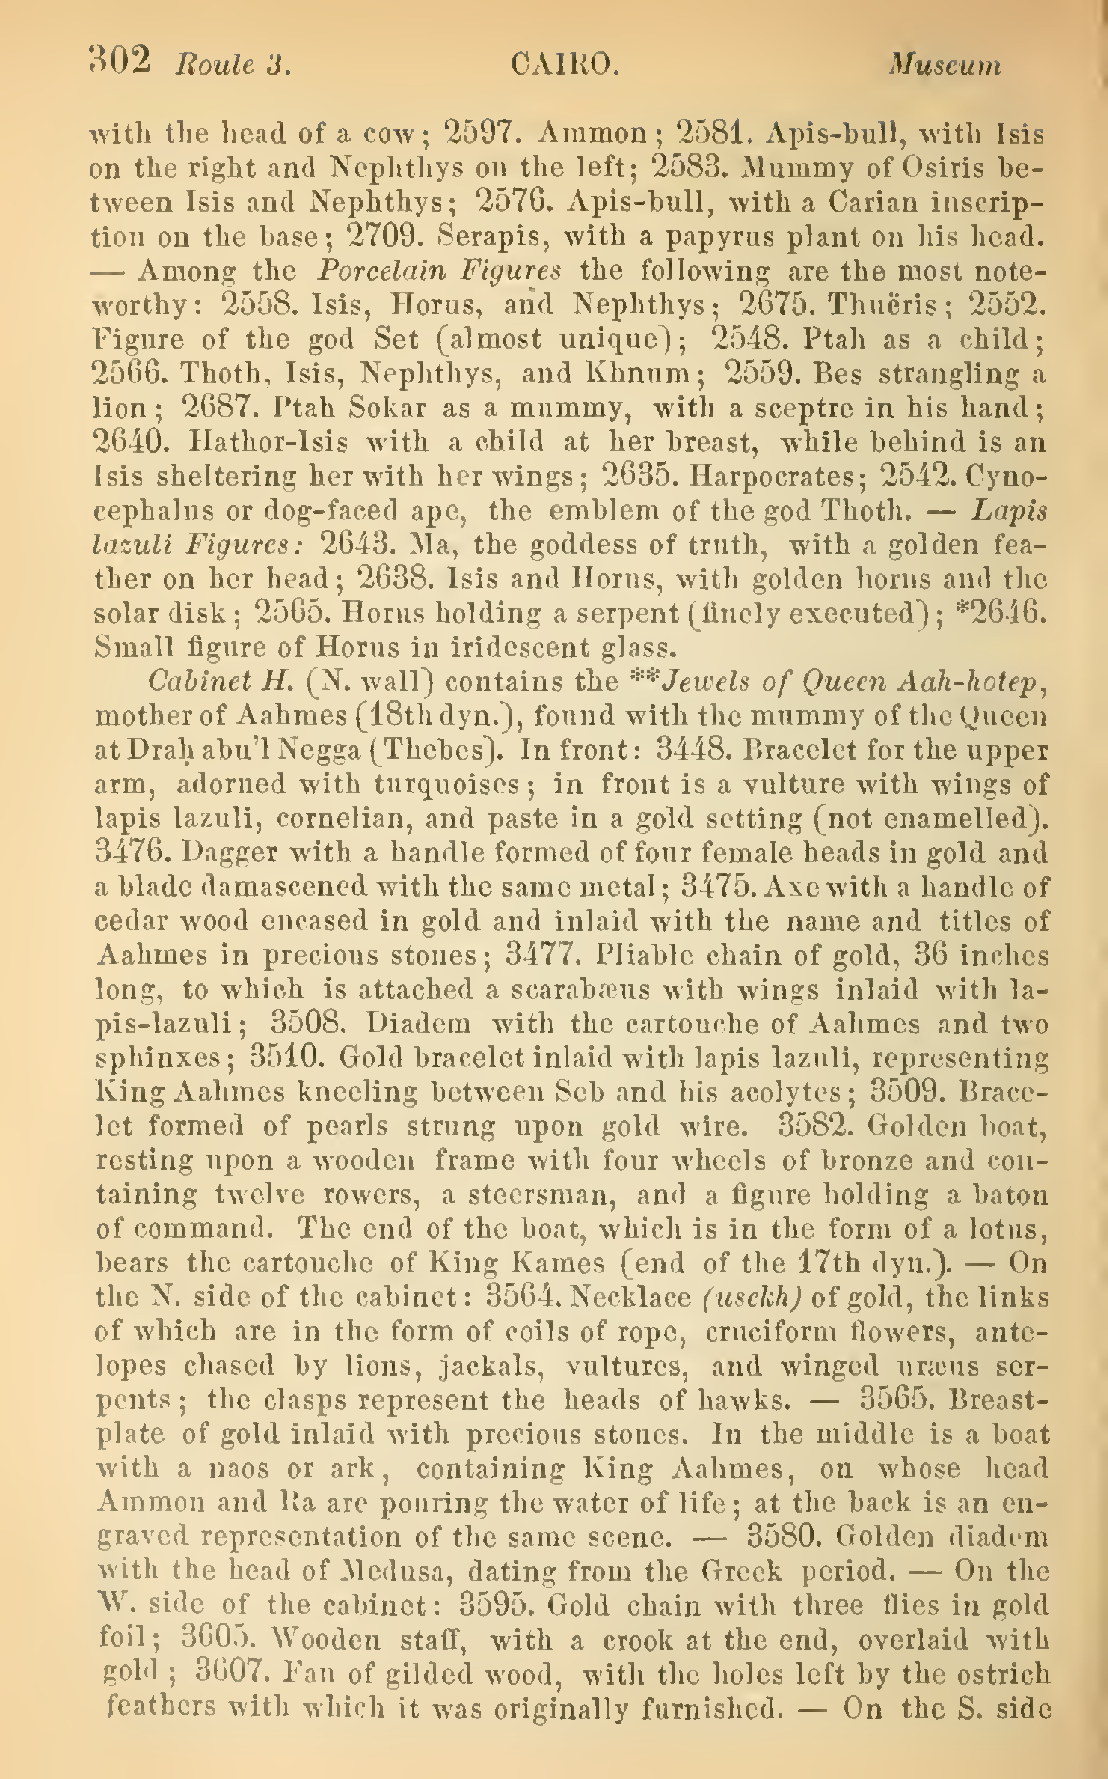 302 Route 3. CAIRO. Museum
with the head of a cow; 2597. Ammon; 2581. Apis-bull, with Isis
on the right and Nephthys on the left; 2583. Mummy of Osiris be-
tween Isis and Nephthys; 2576. Apis-bull, with a Carian inscrip-
tion on the base; 2709. Serapis, with a papyrus plant on his head.
— Among the Porcelain Figures the following are the most note-
worthy: 2558. Isis, Horus, and Nephthys; 2675. Thuëris; 2552.
Figure of the god Set (almost unique); 2548. Ptah as a child;
2566. Thoth, Isis, Nephthys, and Khnum; 2559. Bes strangling a
lion; 2687. Ptah Sokar as a mummy, with a sceptre in his hand;
2640. Hathor-Isis with a child at her breast, while behind is an
Isis sheltering her with her wings; 2635. Harpocrates; 2542. Cyno-
cephalus or dog-faced ape, the emblem of the god Thoth. — Lapis
lazuli Figures: 2643. Ma, the goddess of truth, with a golden fea-
ther on her head; 2638. Isis and Horus, with golden horns and the
solar disk; 2565. Horus holding a serpent (finely executed); *2646.
Small figure of Horus in iridescent glass.
Cabinet H. (N. wall) contains the **Jewels of Queen Aah-hotep,
mother of Aahmes (18th dyn.), found with the mummy of the Queen
at Draḥ abu'l Negga (Thebes). In front: 3448. Bracelet for the upper
arm, adorned with turquoises; in front is a vulture with wings of
lapis lazuli, cornelian, and paste in a gold setting (not enamelled).
3476. Dagger with a handle formed of four female heads in gold and
a blade damascened with the same metal; 3475. Axe with a handle of
cedar wood encased in gold and inlaid with the name and titles of
Aahmes in precious stones; 3477. Pliable chain of gold, 36 inches
long, to which is attached a scarabæus with wings inlaid with la-
pis-lazuli; 3508. Diadem with the cartouche of Aahmes and two
sphinxes; 3510. Gold bracelet inlaid with lapis lazuli, representing
King Aahmes kneeling between Seb and his acolytes; 3509. Brace-
let formed of pearls strung upon gold wire. 3582. Golden boat,
resting upon a wooden frame with four wheels of bronze and con-
taining twelve rowers, a steersman, and a figure holding a baton
of command. The end of the boat, which is in the form of a lotus,
bears the cartouche of King Kames (end of the 17th dyn.). — On
the N. side of the cabinet: 3564. Necklace (usekh) of gold, the links
of which are in the form of coils of rope, cruciform flowers, ante-
lopes chased by lions, jackals, vultures, and winged uræus ser-
pents; the clasps represent the heads of hawks. — 3565. Breast-
plate of gold inlaid with precious stones. In the middle is a boat
with a naos or ark, containing King Aahmes, on whose head
Ammon and Ra are pouring the water of life; at the back is an en-
graved representation of the same scene. — 3580. Golden diadem
with the head of Medusa, dating from the Greek period. — On the
W. side of the cabinet: 3595. Gold chain with three flies in gold
foil; 3605. Wooden staff, with a crook at the end, overlaid with
gold; 3607. Fan of gilded wood, with the holes left by the ostrich
feathers with which it was originally furnished. — On the S. side